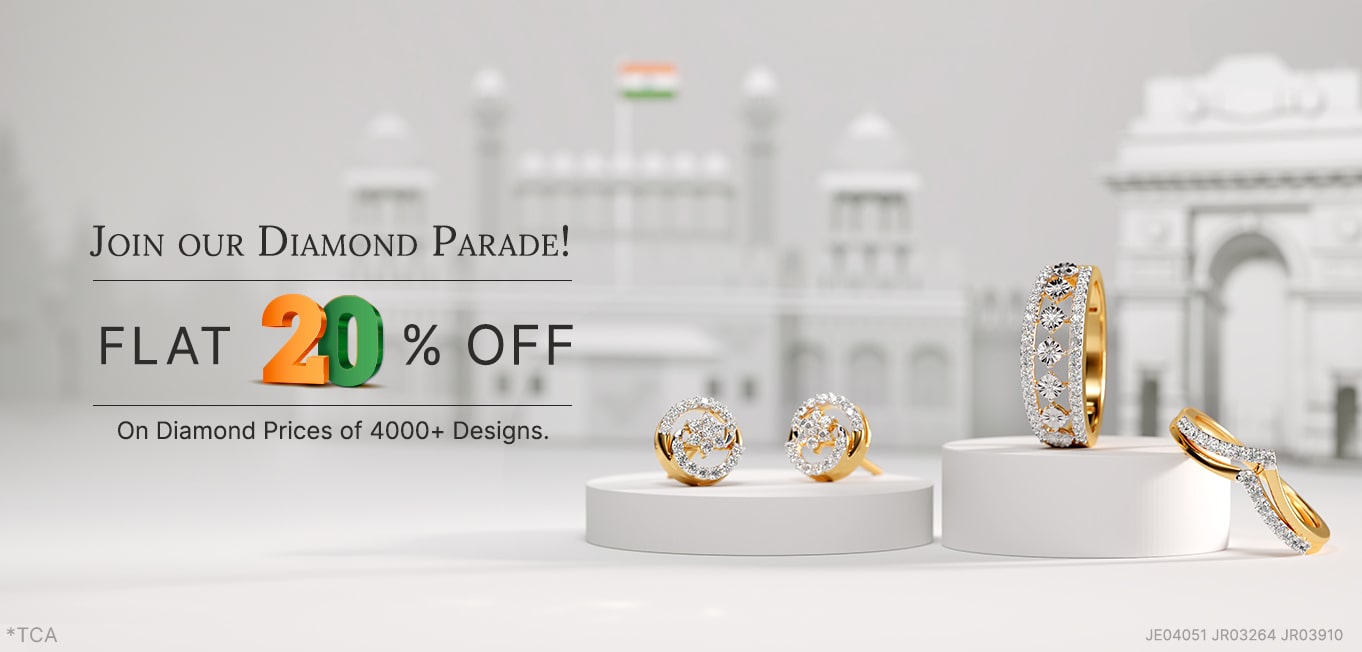 Join our Diamond Parade!
FLAT 20 % OFF
On Diamond Prices of 4000+ Designs.
*TCA
JE04051 JR03264 JR03910